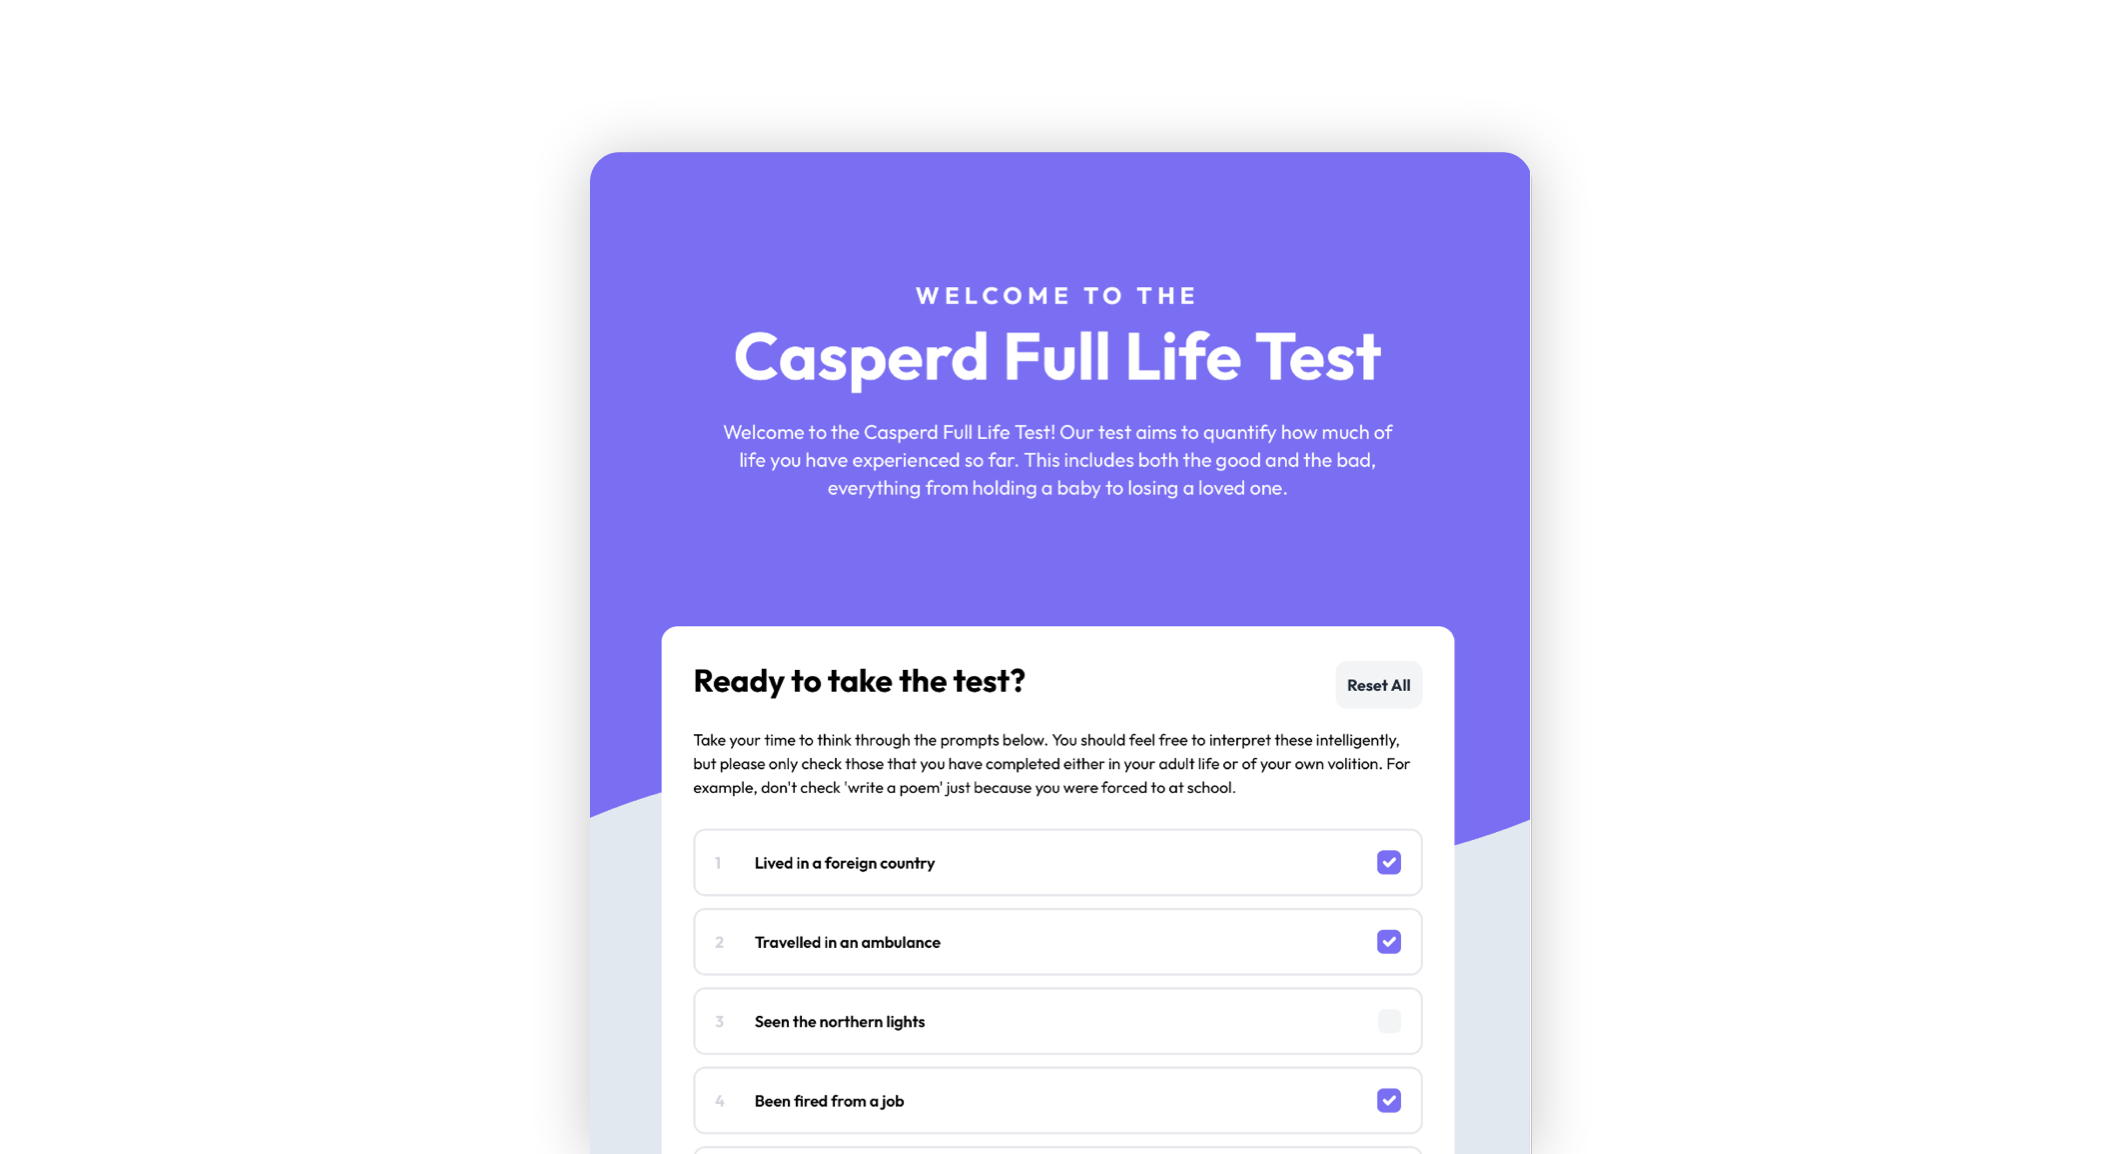 WELCOME TO THE
Casperd Full Life Test
Welcome to the Casperd Full Life Test! Our test aims to quantify how much of
life you have experienced so far. This includes both the good and the bad,
everything from holding a baby to losing a loved one.
Ready to take the test?
Reset All
Take your time to think through the prompts below. You should feel free to interpret these intelligently,
but please only check those that you have completed either in your adult life or of your own volition. For
example, don't check 'write a poem' just because you were forced to at school.
1 Lived in a foreign country
2 Travelled in an ambulance
3 Seen the northern lights
4 Been fired from a job